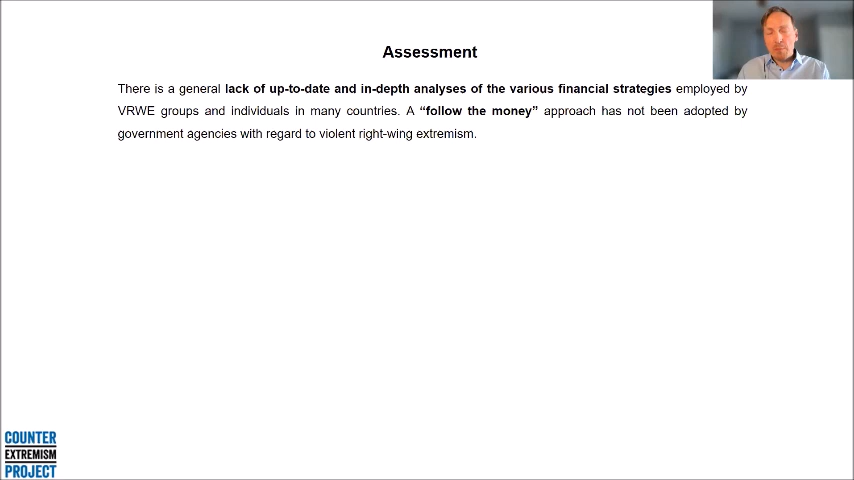 Assessment
There is a general lack of up-to-date and in-depth analyses of the various financial strategies employed by
VRWE groups and individuals in many countries. A “follow the money” approach has not been adopted by
government agencies with regard to violent right-wing extremism.
COUNTER
EXTREMISM
PROJECT